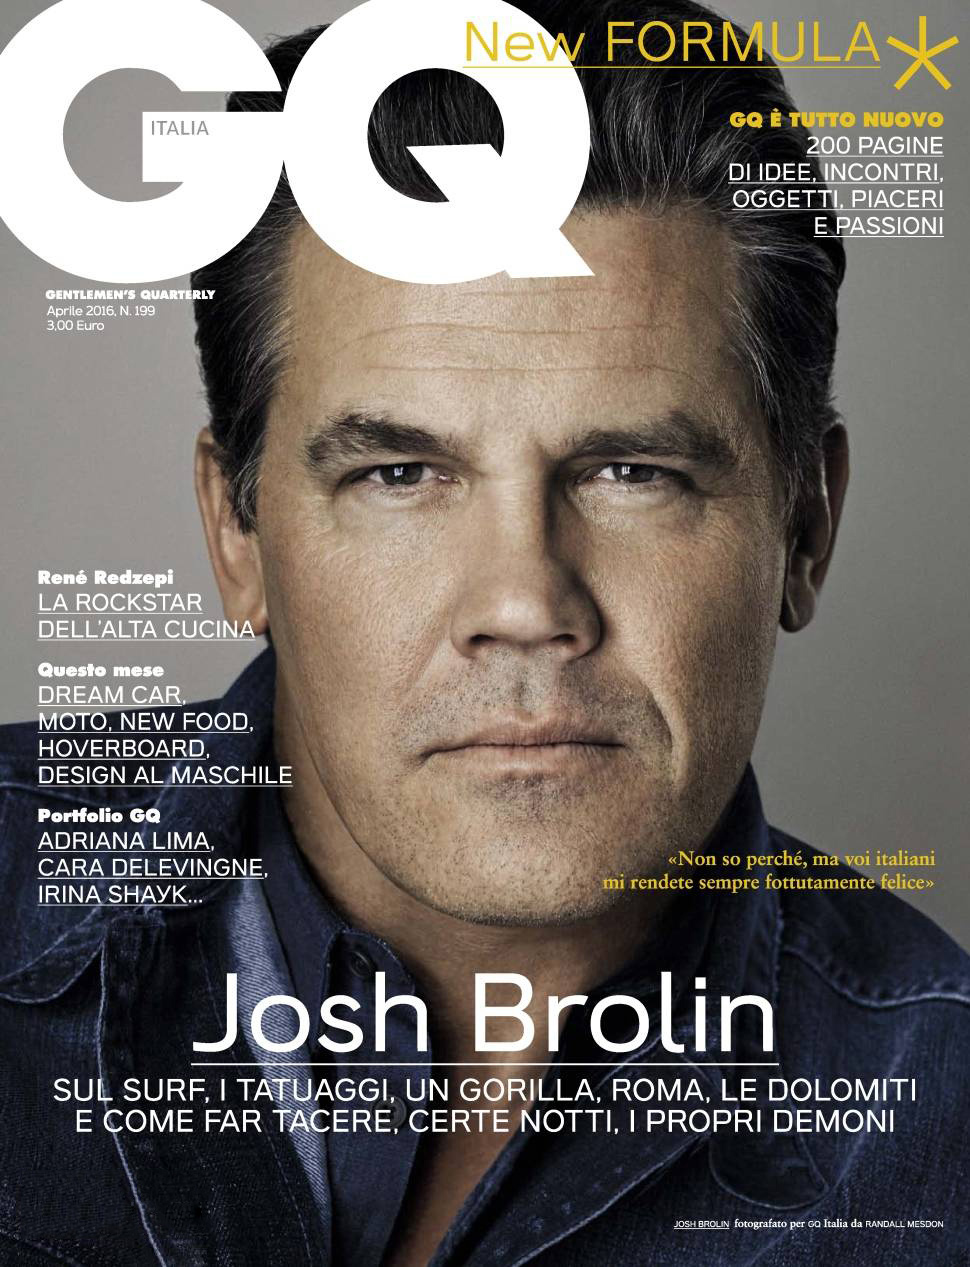 New FORMULA*
GQ
ITALIA
GQ È TUTTO NUOVO
200 PAGINE
DI IDEE, INCONTRI,
OGGETTI, PIACERI
E PASSIONI
GENTLEMEN'S QUARTERLY
Aprile 2016, N. 199
3,00 Euro
René Redzepi
LA ROCKSTAR
DELL'ALTA CUCINA
Questo mese
DREAM CAR,
MOTO, NEW FOOD,
HOVERBOARD,
DESIGN AL MASCHILE
Portfolio GQ
ADRIANA LIMA,
CARA DELEVINGNE,
IRINA SHAYK...
«Non so perché, ma voi italiani
mi rendete sempre fottutamente felice»
Josh Brolin
SUL SURF, I TATUAGGI, UN GORILLA, ROMA, LE DOLOMITI
E COME FAR TACERE, CERTE NOTTI, I PROPRI DEMONI
JOSH BROLIN fotografato per GQ Italia da RANDALL MESDON